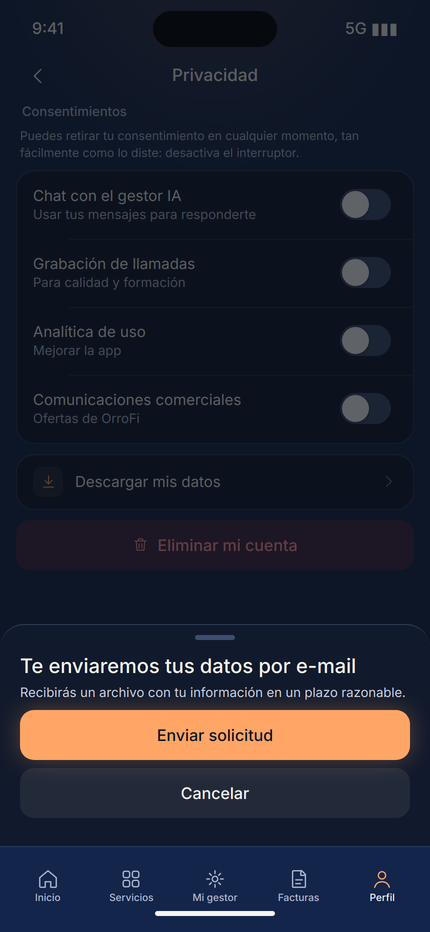 9:41
5G
Privacidad
Consentimientos
Puedes retirar tu consentimiento en cualquier momento, tan
fácilmente como lo diste: desactiva el interruptor.
Chat con el gestor IA
Usar tus mensajes para responderte
Grabación de llamadas
Para calidad y formación
Analítica de uso
Mejorar la app
Comunicaciones comerciales
Ofertas de OrroFi
Descargar mis datos
Eliminar mi cuenta
Te enviaremos tus datos por e-mail
Recibirás un archivo con tu información en un plazo razonable.
Enviar solicitud
Cancelar
Inicio
Servicios
Mi gestor
Facturas
Perfil